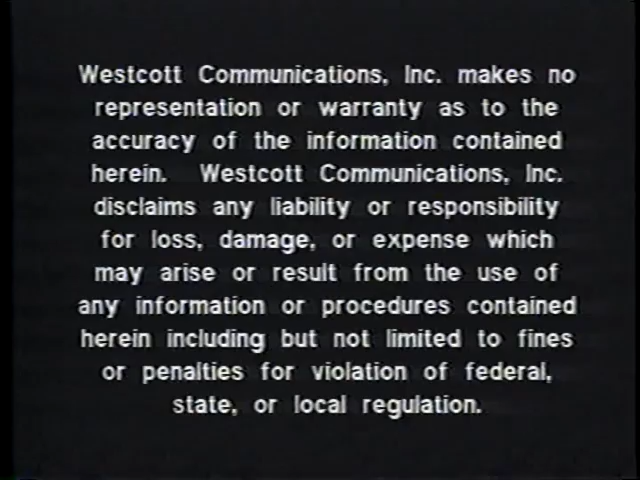 Westcott Communications, Inc. makes no
representation or warranty as to the
accuracy of the information contained
herein. Westcott Communications, Inc.
disclaims any liability or responsibility
for loss, damage, or expense which
may arise or result from the use of
any information or procedures contained
herein including but not limited to fines
or penalties for violation of federal,
state, or local regulation.